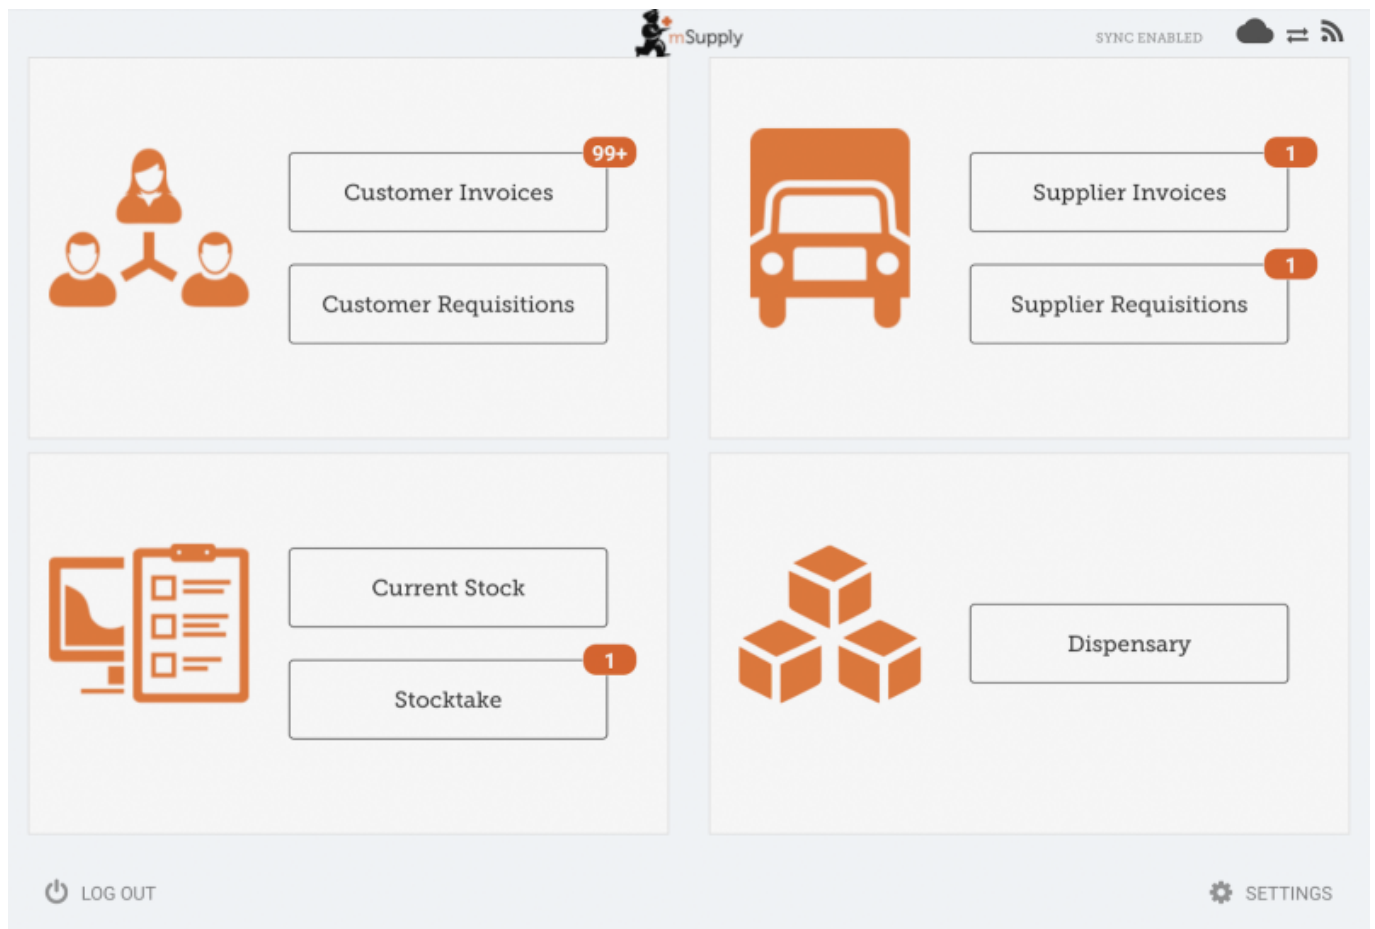 mSupply
SYNC ENABLED
99+
Customer Invoices
Customer Requisitions
1
Supplier Invoices
1
Supplier Requisitions
Current Stock
1
Stocktake
Dispensary
LOG OUT
SETTINGS